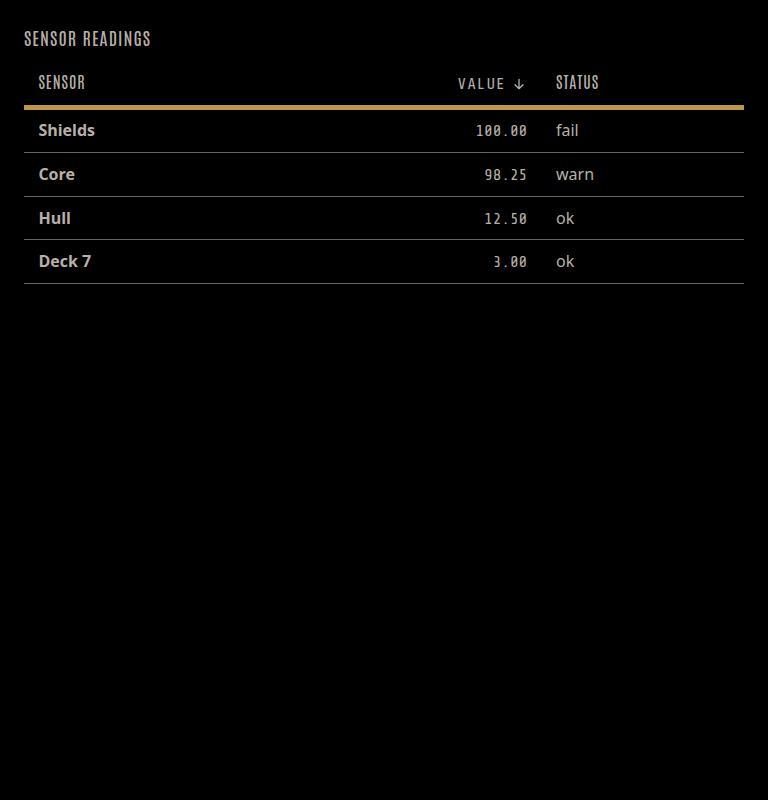 SENSOR READINGS
SENSOR VALUE ↓ STATUS
Shields 100.00 fail
Core 98.25 warn
Hull 12.50 ok
Deck 7 3.00 ok